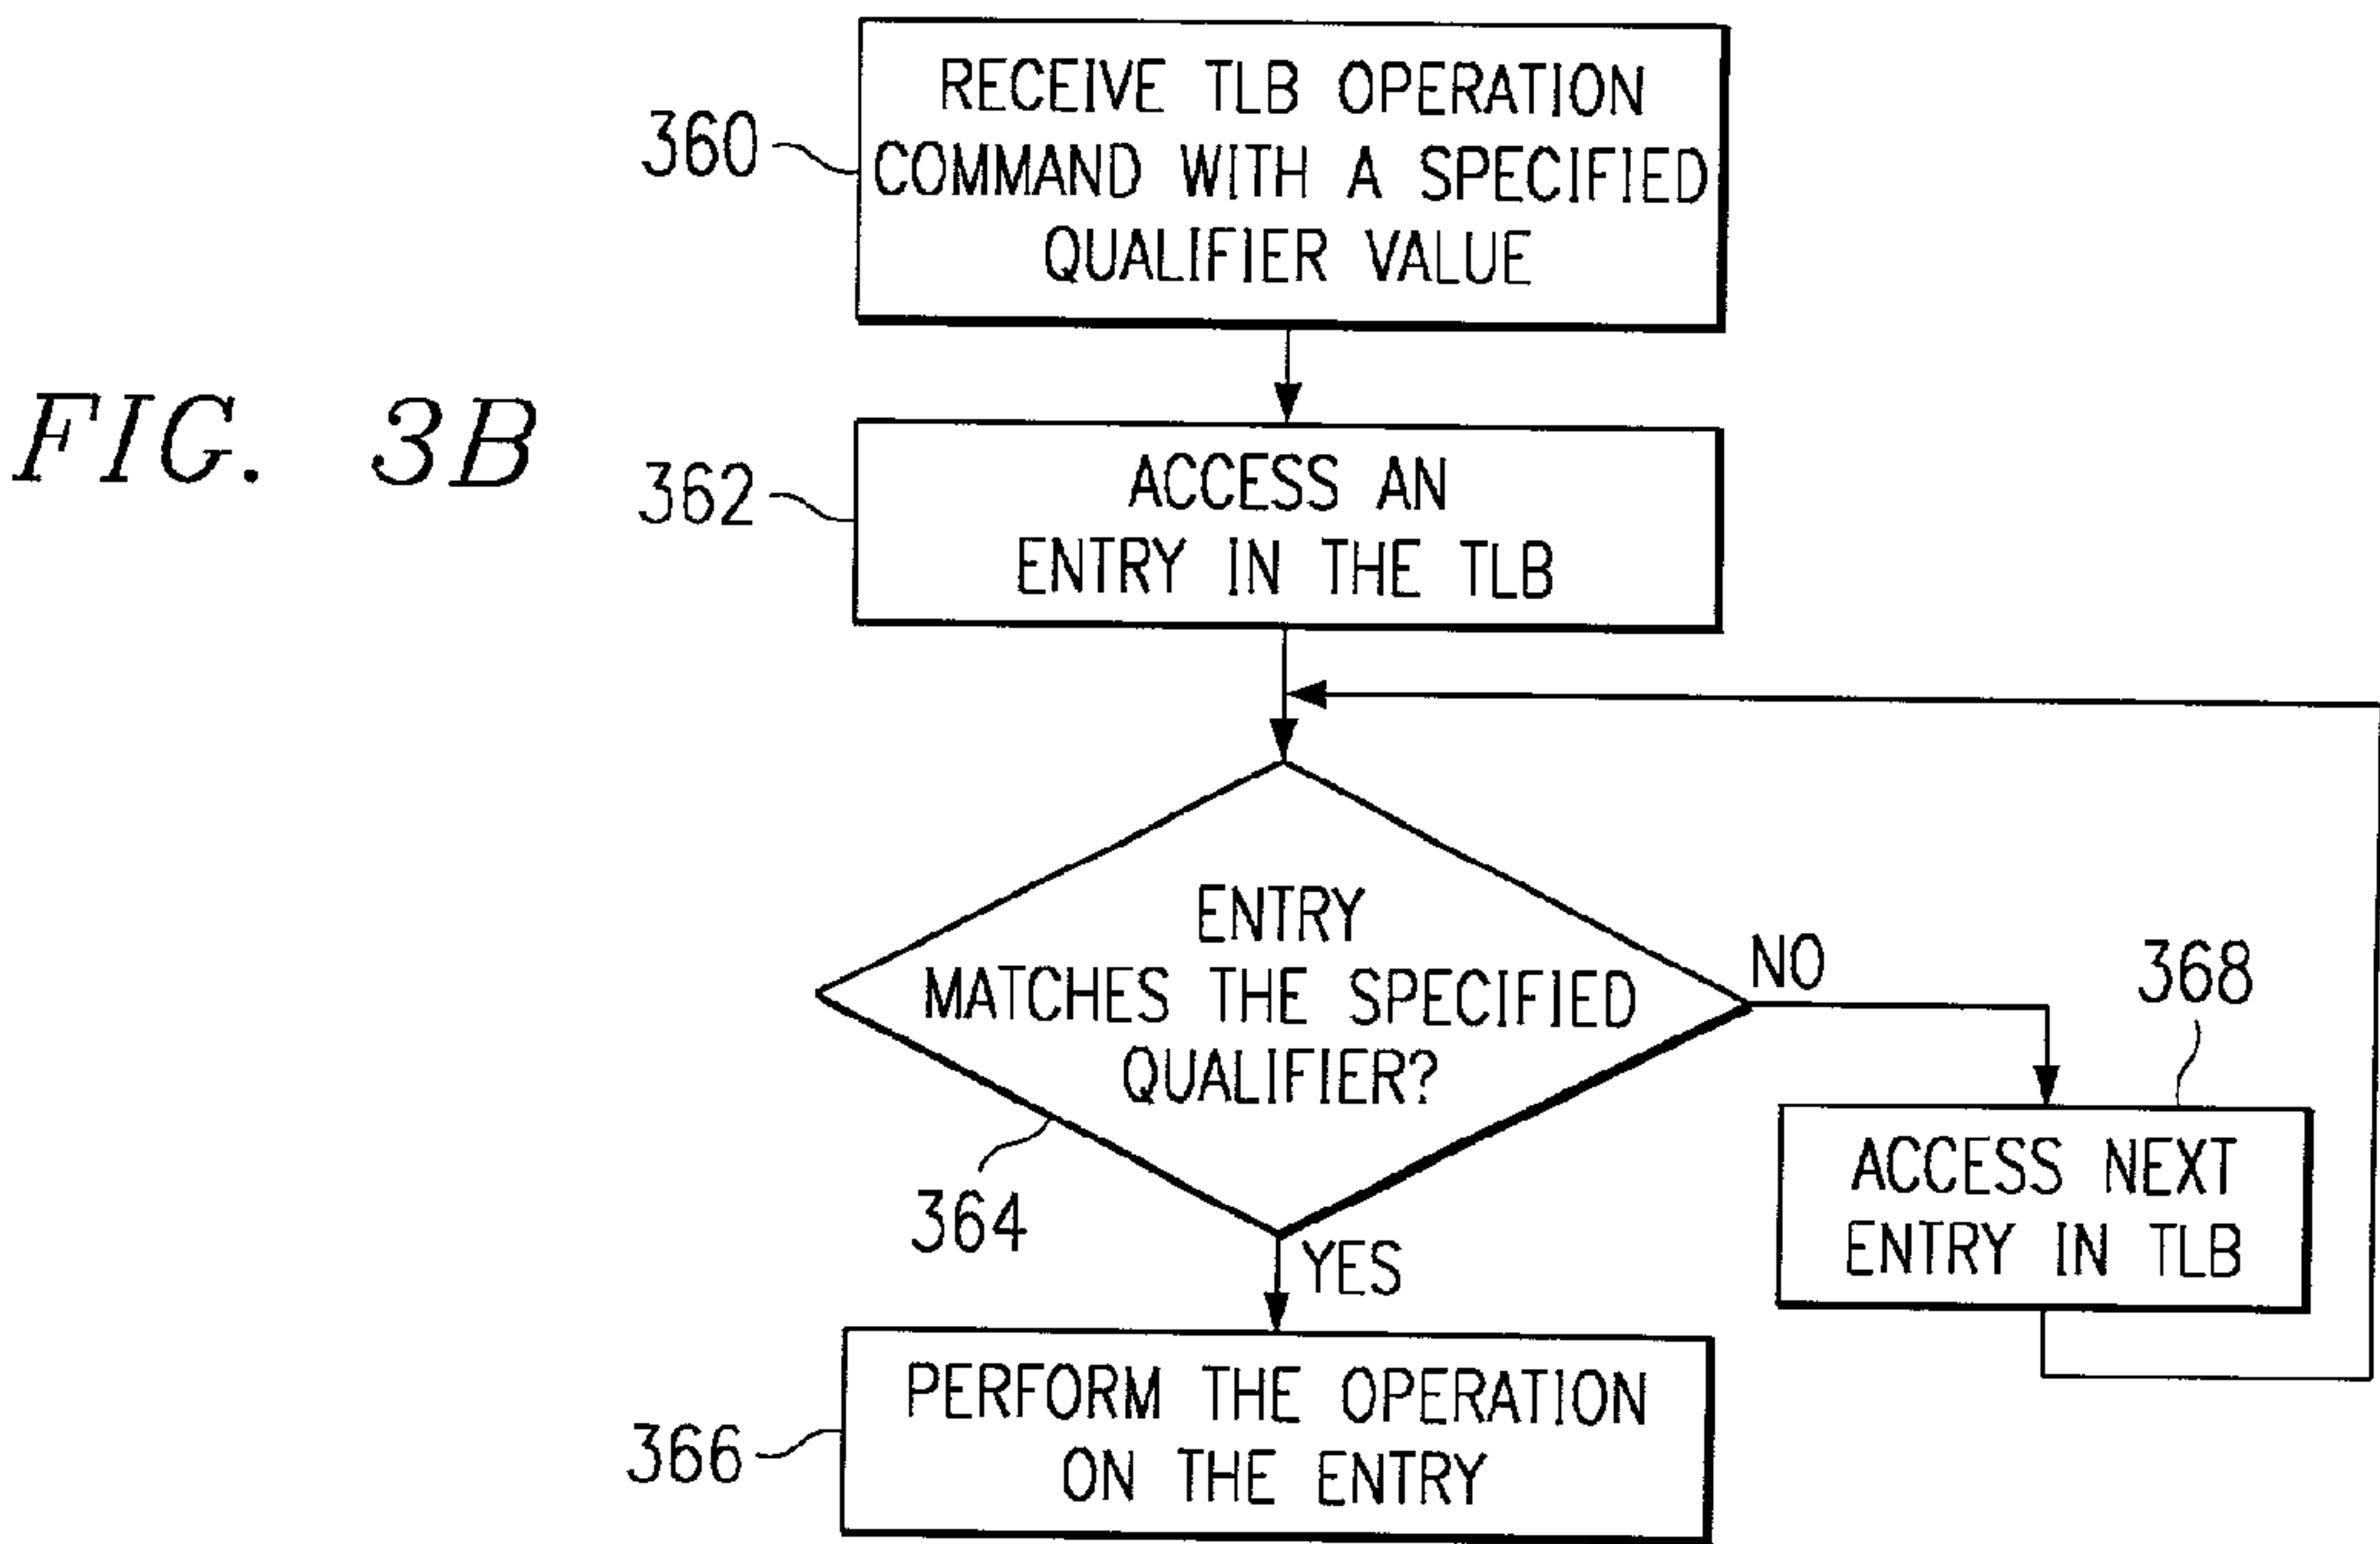 RECEIVE TLB OPERATION
COMMAND WITH A SPECIFIED
QUALIFIER VALUE
360
FIG. 3B
ACCESS AN
ENTRY IN THE TLB
362
ENTRY
MATCHES THE SPECIFIED
QUALIFIER?
NO
368
364
YES
ACCESS NEXT
ENTRY IN TLB
PERFORM THE OPERATION
ON THE ENTRY
366